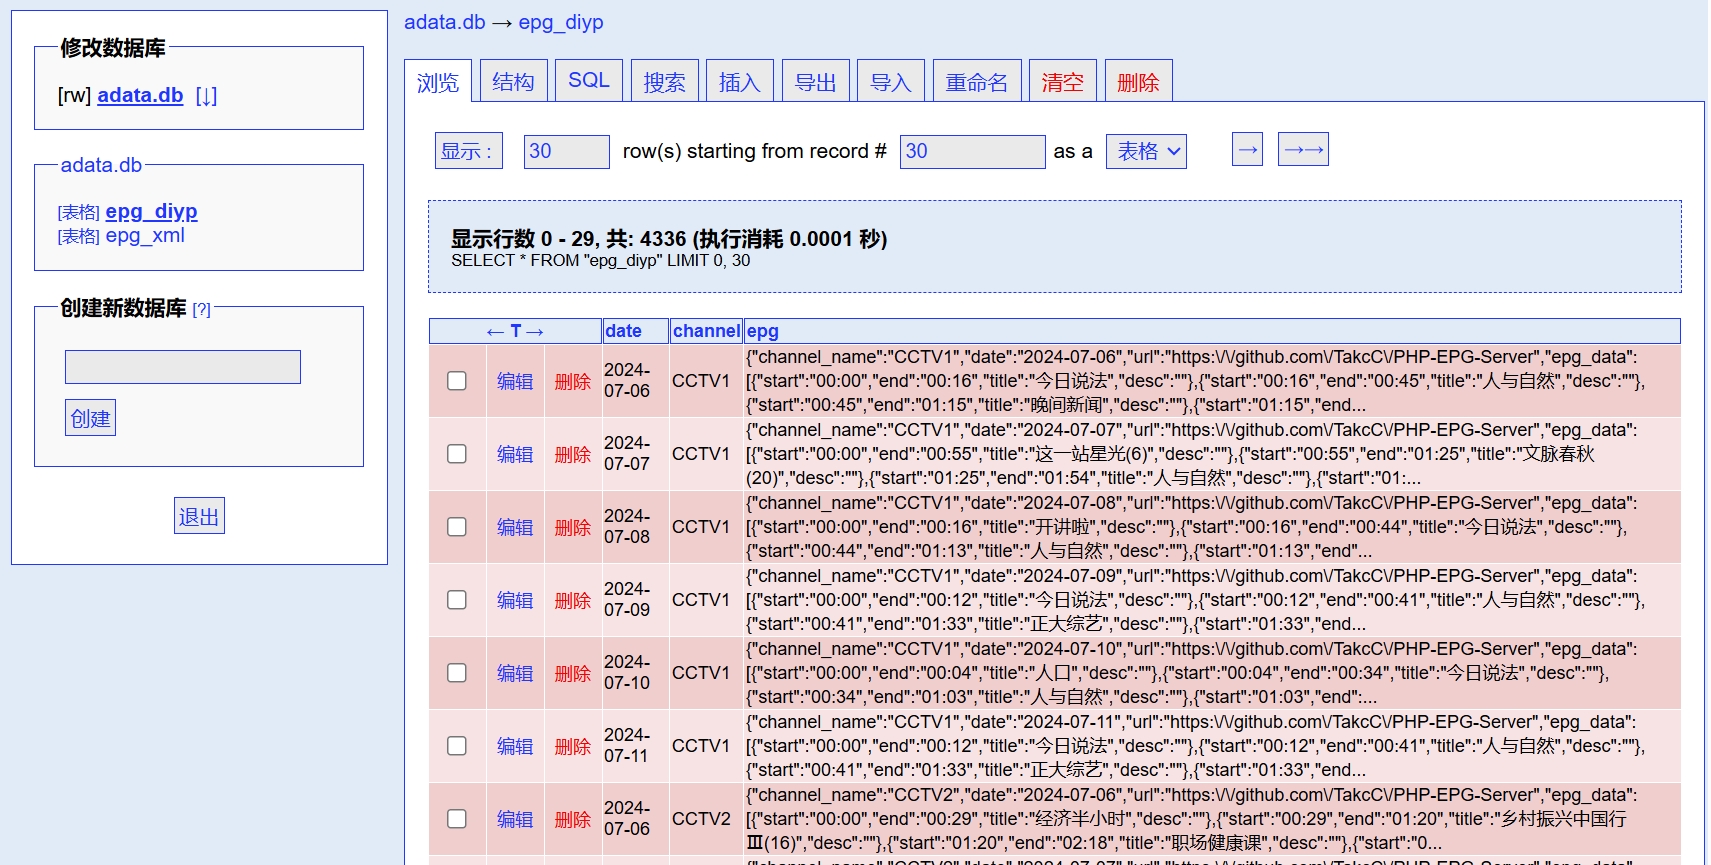 修改数据库
[rw] adata.db [↓]
adata.db
[表格] epg_diyp
[表格] epg_xml
创建新数据库 [?]
创建
退出
adata.db → epg_diyp
浏览 结构 SQL 搜索 插入 导出 导入 重命名 清空 删除
显示 : 30 row(s) starting from record # 30 as a 表格 → →→
显示行数 0 - 29, 共: 4336 (执行消耗 0.0001 秒)
SELECT * FROM "epg_diyp" LIMIT 0, 30
← T → date channel epg
编辑 删除 2024-07-06 CCTV1 {"channel_name":"CCTV1","date":"2024-07-06","url":"https:\/\/github.com\/TakcC\/PHP-EPG-Server","epg_data":
[{"start":"00:00","end":"00:16","title":"今日说法","desc":""},{"start":"00:16","end":"00:45","title":"人与自然","desc":""},
{"start":"00:45","end":"01:15","title":"晚间新闻","desc":""},{"start":"01:15","end...
编辑 删除 2024-07-07 CCTV1 {"channel_name":"CCTV1","date":"2024-07-07","url":"https:\/\/github.com\/TakcC\/PHP-EPG-Server","epg_data":
[{"start":"00:00","end":"00:55","title":"这一站星光(6)","desc":""},{"start":"00:55","end":"01:25","title":"文脉春秋
(20)","desc":""},{"start":"01:25","end":"01:54","title":"人与自然","desc":""},{"start":"01:...
编辑 删除 2024-07-08 CCTV1 {"channel_name":"CCTV1","date":"2024-07-08","url":"https:\/\/github.com\/TakcC\/PHP-EPG-Server","epg_data":
[{"start":"00:00","end":"00:16","title":"开讲啦","desc":""},{"start":"00:16","end":"00:44","title":"今日说法","desc":""},
{"start":"00:44","end":"01:13","title":"人与自然","desc":""},{"start":"01:13","end"...
编辑 删除 2024-07-09 CCTV1 {"channel_name":"CCTV1","date":"2024-07-09","url":"https:\/\/github.com\/TakcC\/PHP-EPG-Server","epg_data":
[{"start":"00:00","end":"00:12","title":"今日说法","desc":""},{"start":"00:12","end":"00:41","title":"人与自然","desc":""},
{"start":"00:41","end":"01:33","title":"正大综艺","desc":""},{"start":"01:33","end...
编辑 删除 2024-07-10 CCTV1 {"channel_name":"CCTV1","date":"2024-07-10","url":"https:\/\/github.com\/TakcC\/PHP-EPG-Server","epg_data":
[{"start":"00:00","end":"00:04","title":"人口","desc":""},{"start":"00:04","end":"00:34","title":"今日说法","desc":""},
{"start":"00:34","end":"01:03","title":"人与自然","desc":""},{"start":"01:03","end":...
编辑 删除 2024-07-11 CCTV1 {"channel_name":"CCTV1","date":"2024-07-11","url":"https:\/\/github.com\/TakcC\/PHP-EPG-Server","epg_data":
[{"start":"00:00","end":"00:12","title":"今日说法","desc":""},{"start":"00:12","end":"00:41","title":"人与自然","desc":""},
{"start":"00:41","end":"01:33","title":"正大综艺","desc":""},{"start":"01:33","end...
编辑 删除 2024-07-06 CCTV2 {"channel_name":"CCTV2","date":"2024-07-06","url":"https:\/\/github.com\/TakcC\/PHP-EPG-Server","epg_data":
[{"start":"00:00","end":"00:29","title":"经济半小时","desc":""},{"start":"00:29","end":"01:20","title":"乡村振兴中国行
Ⅲ(16)","desc":""},{"start":"01:20","end":"02:18","title":"职场健康课","desc":""},{"start":"0...